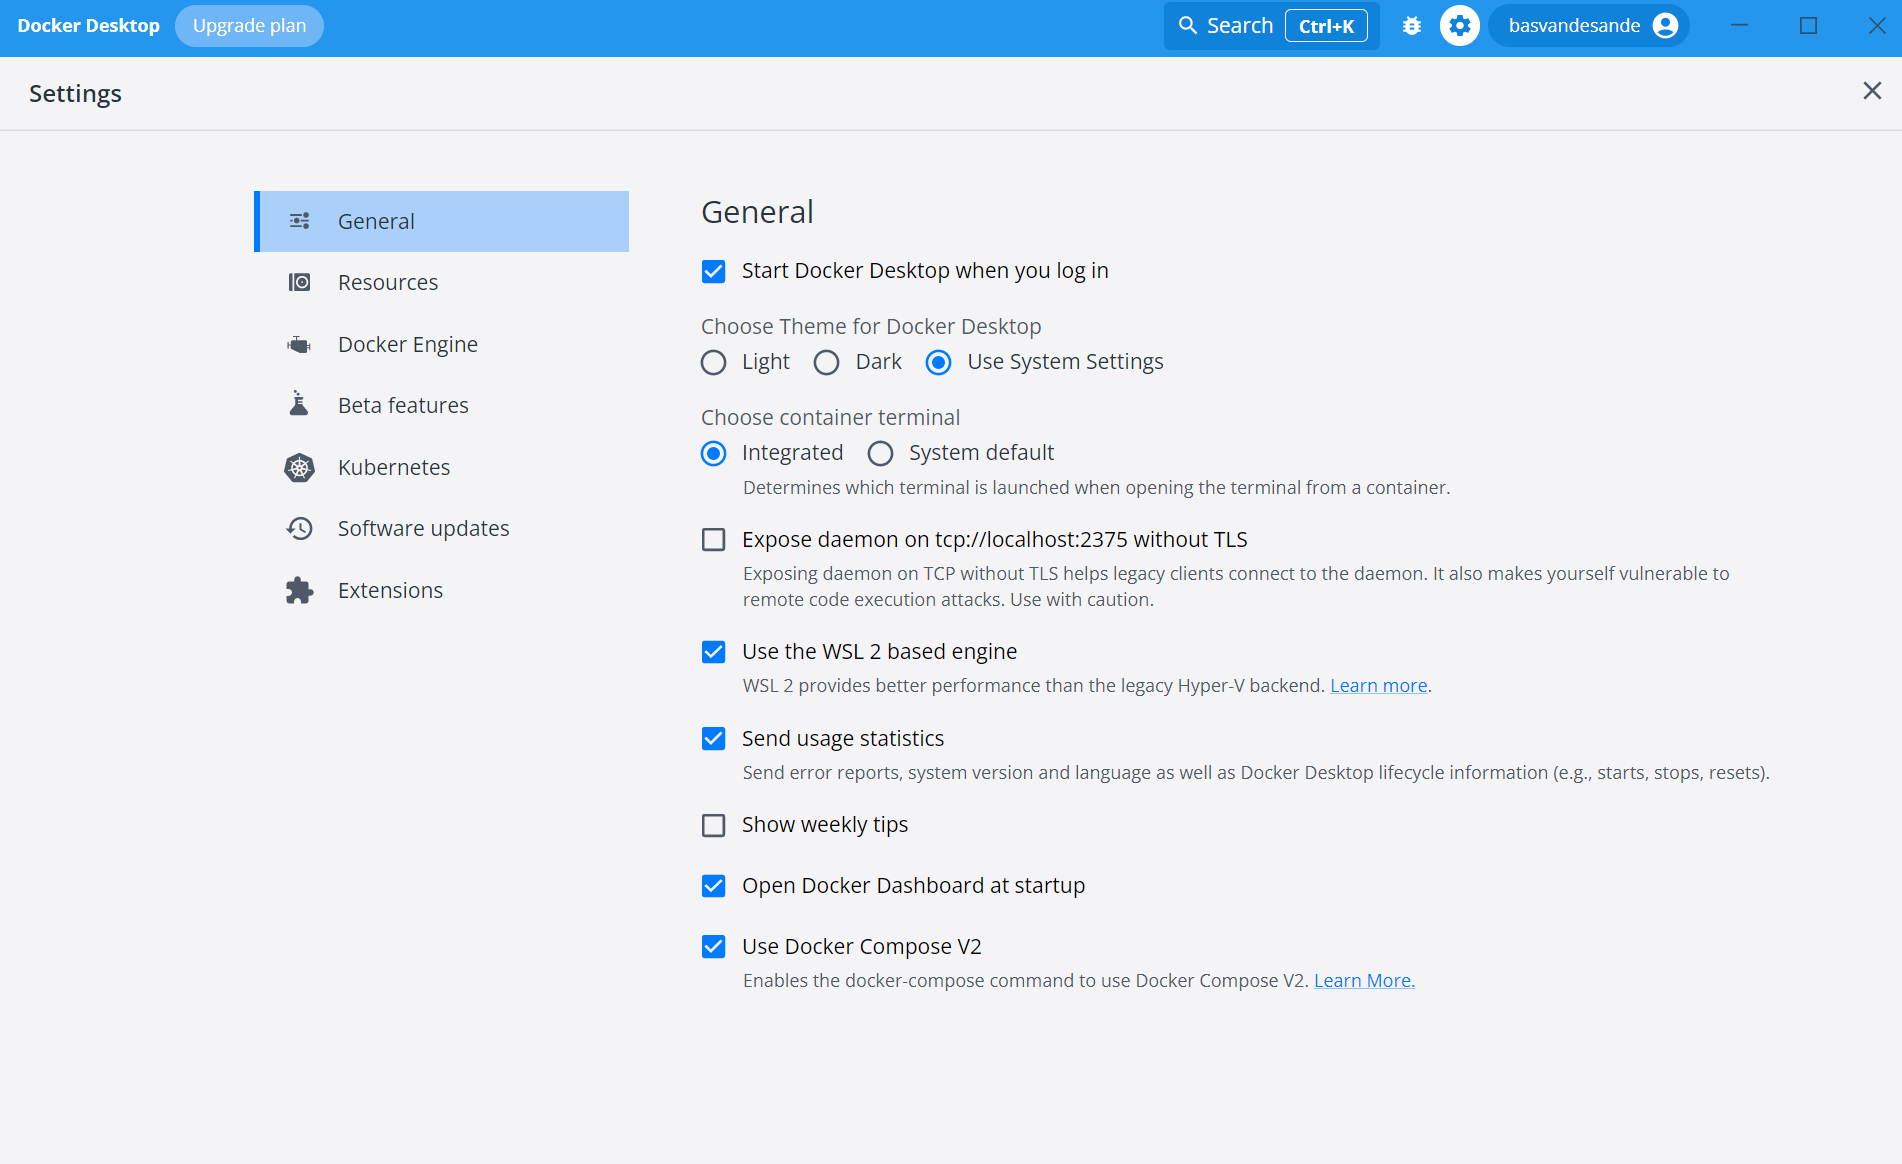 Docker Desktop Upgrade plan Search Ctrl+K basvandesande
Settings
General
Resources
Docker Engine
Beta features
Kubernetes
Software updates
Extensions
General
Start Docker Desktop when you log in
Choose Theme for Docker Desktop
Light Dark Use System Settings
Choose container terminal
Integrated System default
Determines which terminal is launched when opening the terminal from a container.
Expose daemon on tcp://localhost:2375 without TLS
Exposing daemon on TCP without TLS helps legacy clients connect to the daemon. It also makes yourself vulnerable to
remote code execution attacks. Use with caution.
Use the WSL 2 based engine
WSL 2 provides better performance than the legacy Hyper-V backend. Learn more.
Send usage statistics
Send error reports, system version and language as well as Docker Desktop lifecycle information (e.g., starts, stops, resets).
Show weekly tips
Open Docker Dashboard at startup
Use Docker Compose V2
Enables the docker-compose command to use Docker Compose V2. Learn More.